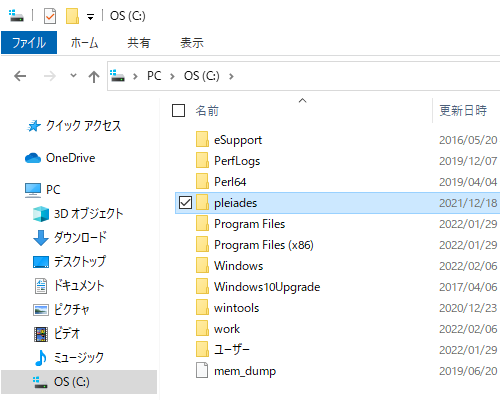 OS (C:)
ファイル ホーム 共有 表示
PC OS (C:)
名前 更新日時
クイック アクセス
OneDrive
PC
3D オブジェクト
ダウンロード
デスクトップ
ドキュメント
ピクチャ
ビデオ
ミュージック
OS (C:)
eSupport 2016/05/20
PerfLogs 2019/12/07
Perl64 2019/04/04
pleiades 2021/12/18
Program Files 2022/01/29
Program Files (x86) 2022/01/29
Windows 2022/02/06
Windows10Upgrade 2017/04/06
wintools 2020/12/23
work 2022/02/06
ユーザー 2022/01/29
mem_dump 2019/06/20